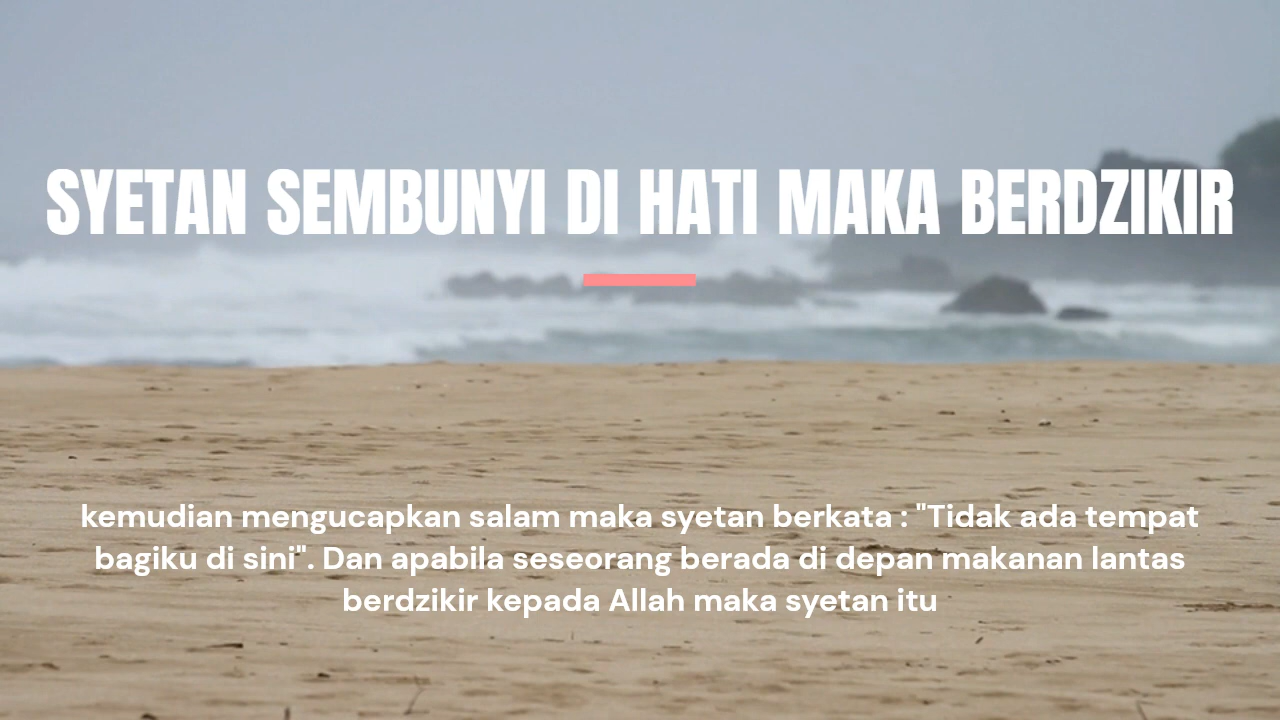 SYETAN SEMBUNYI DI HATI MAKA BERDZIKIR
kemudian mengucapkan salam maka syetan berkata : "Tidak ada tempat
bagiku di sini". Dan apabila seseorang berada di depan makanan lantas
berdzikir kepada Allah maka syetan itu